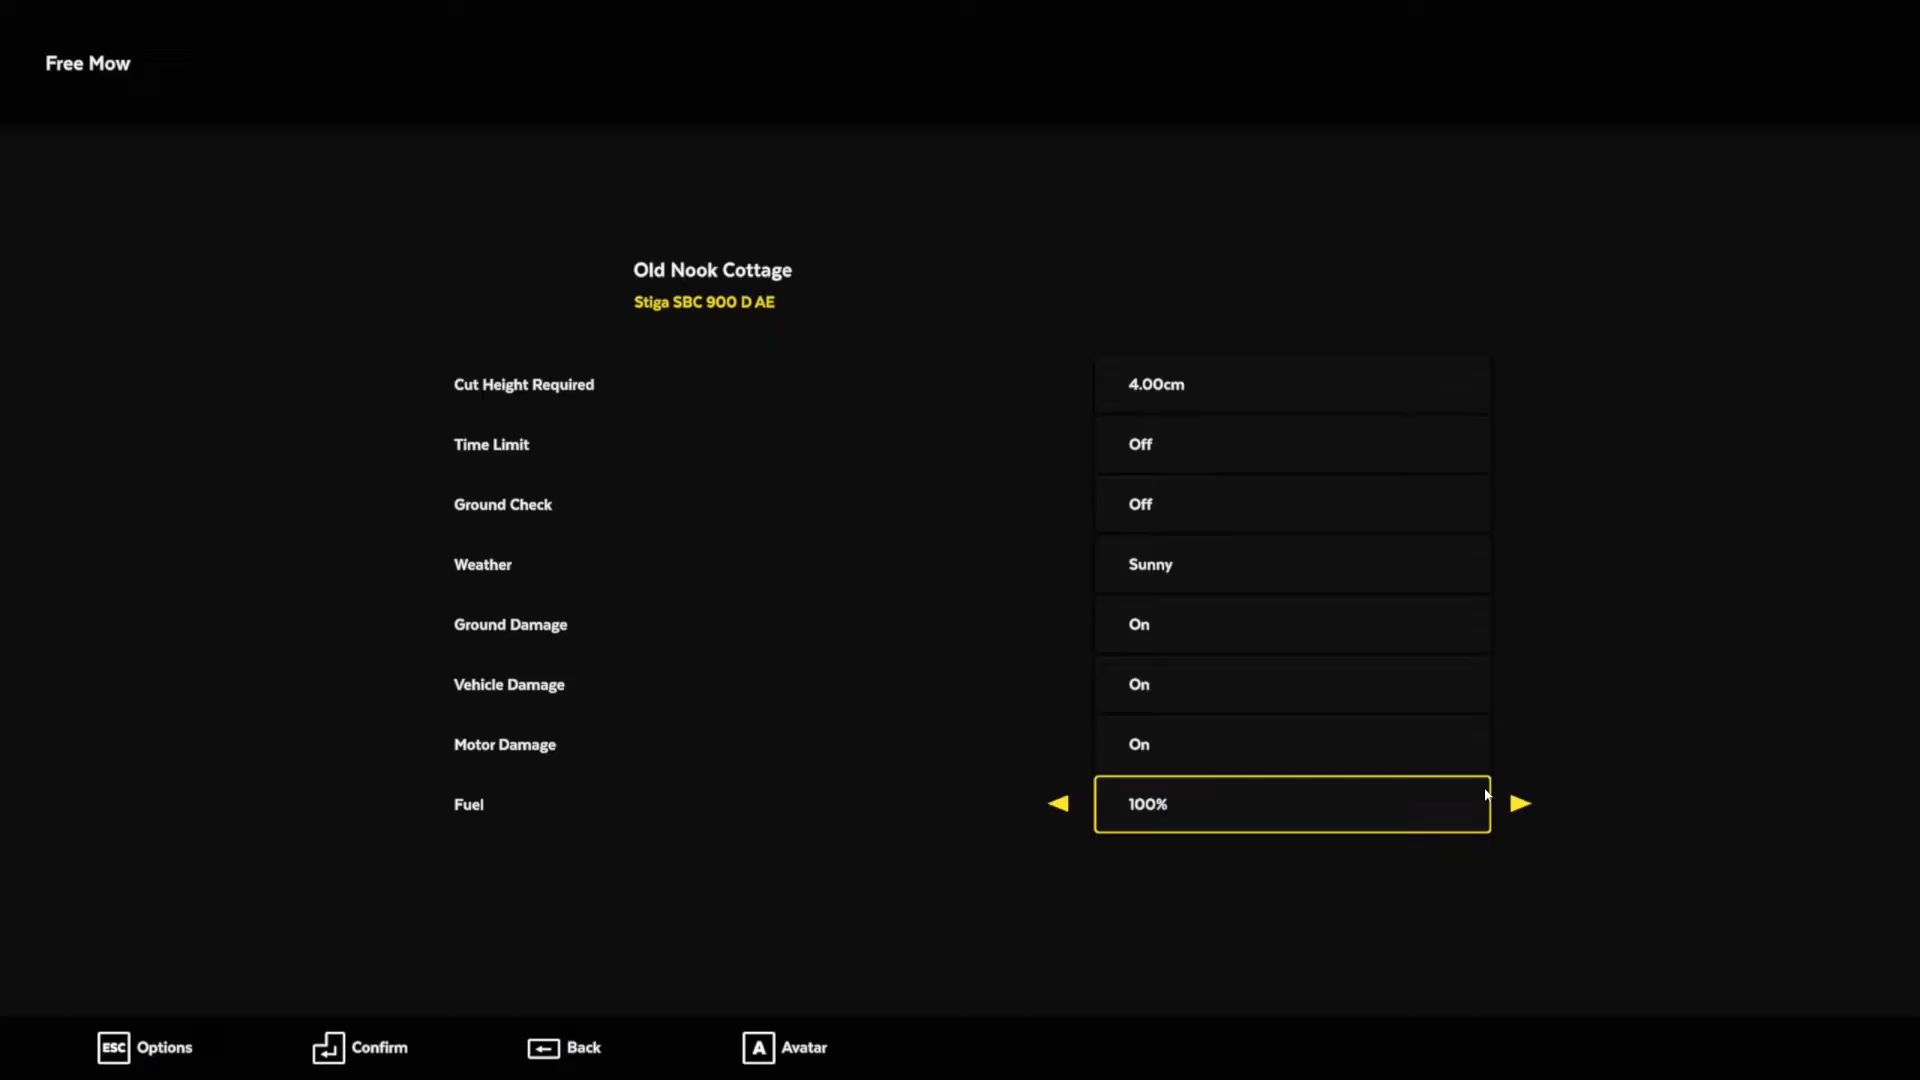 Free Mow
Old Nook Cottage
Stiga SBC 900 D AE
Cut Height Required 4.00cm
Time Limit Off
Ground Check Off
Weather Sunny
Ground Damage On
Vehicle Damage On
Motor Damage On
Fuel 100%
ESC Options Confirm Back A Avatar